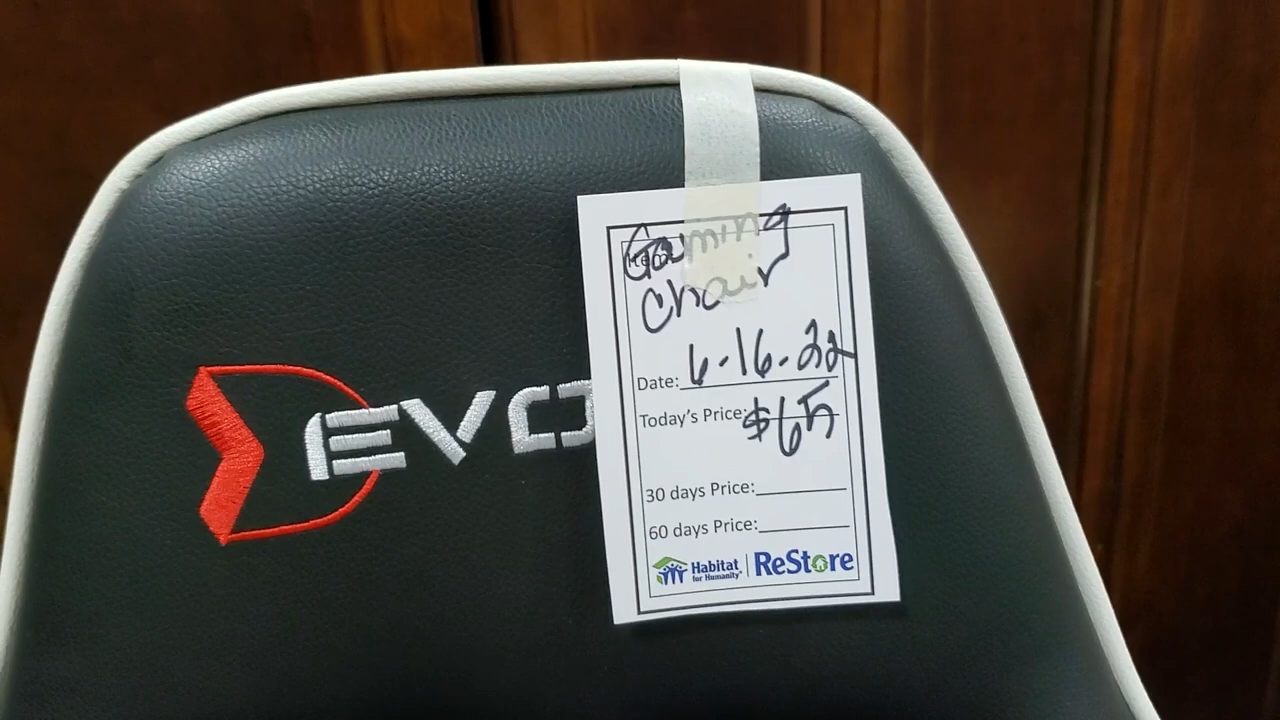 Gaming
Item:
Chair
Date: 6-16-22
Today's Price: $65
EVO
30 days Price:
60 days Price:
Habitat for Humanity® | ReStore